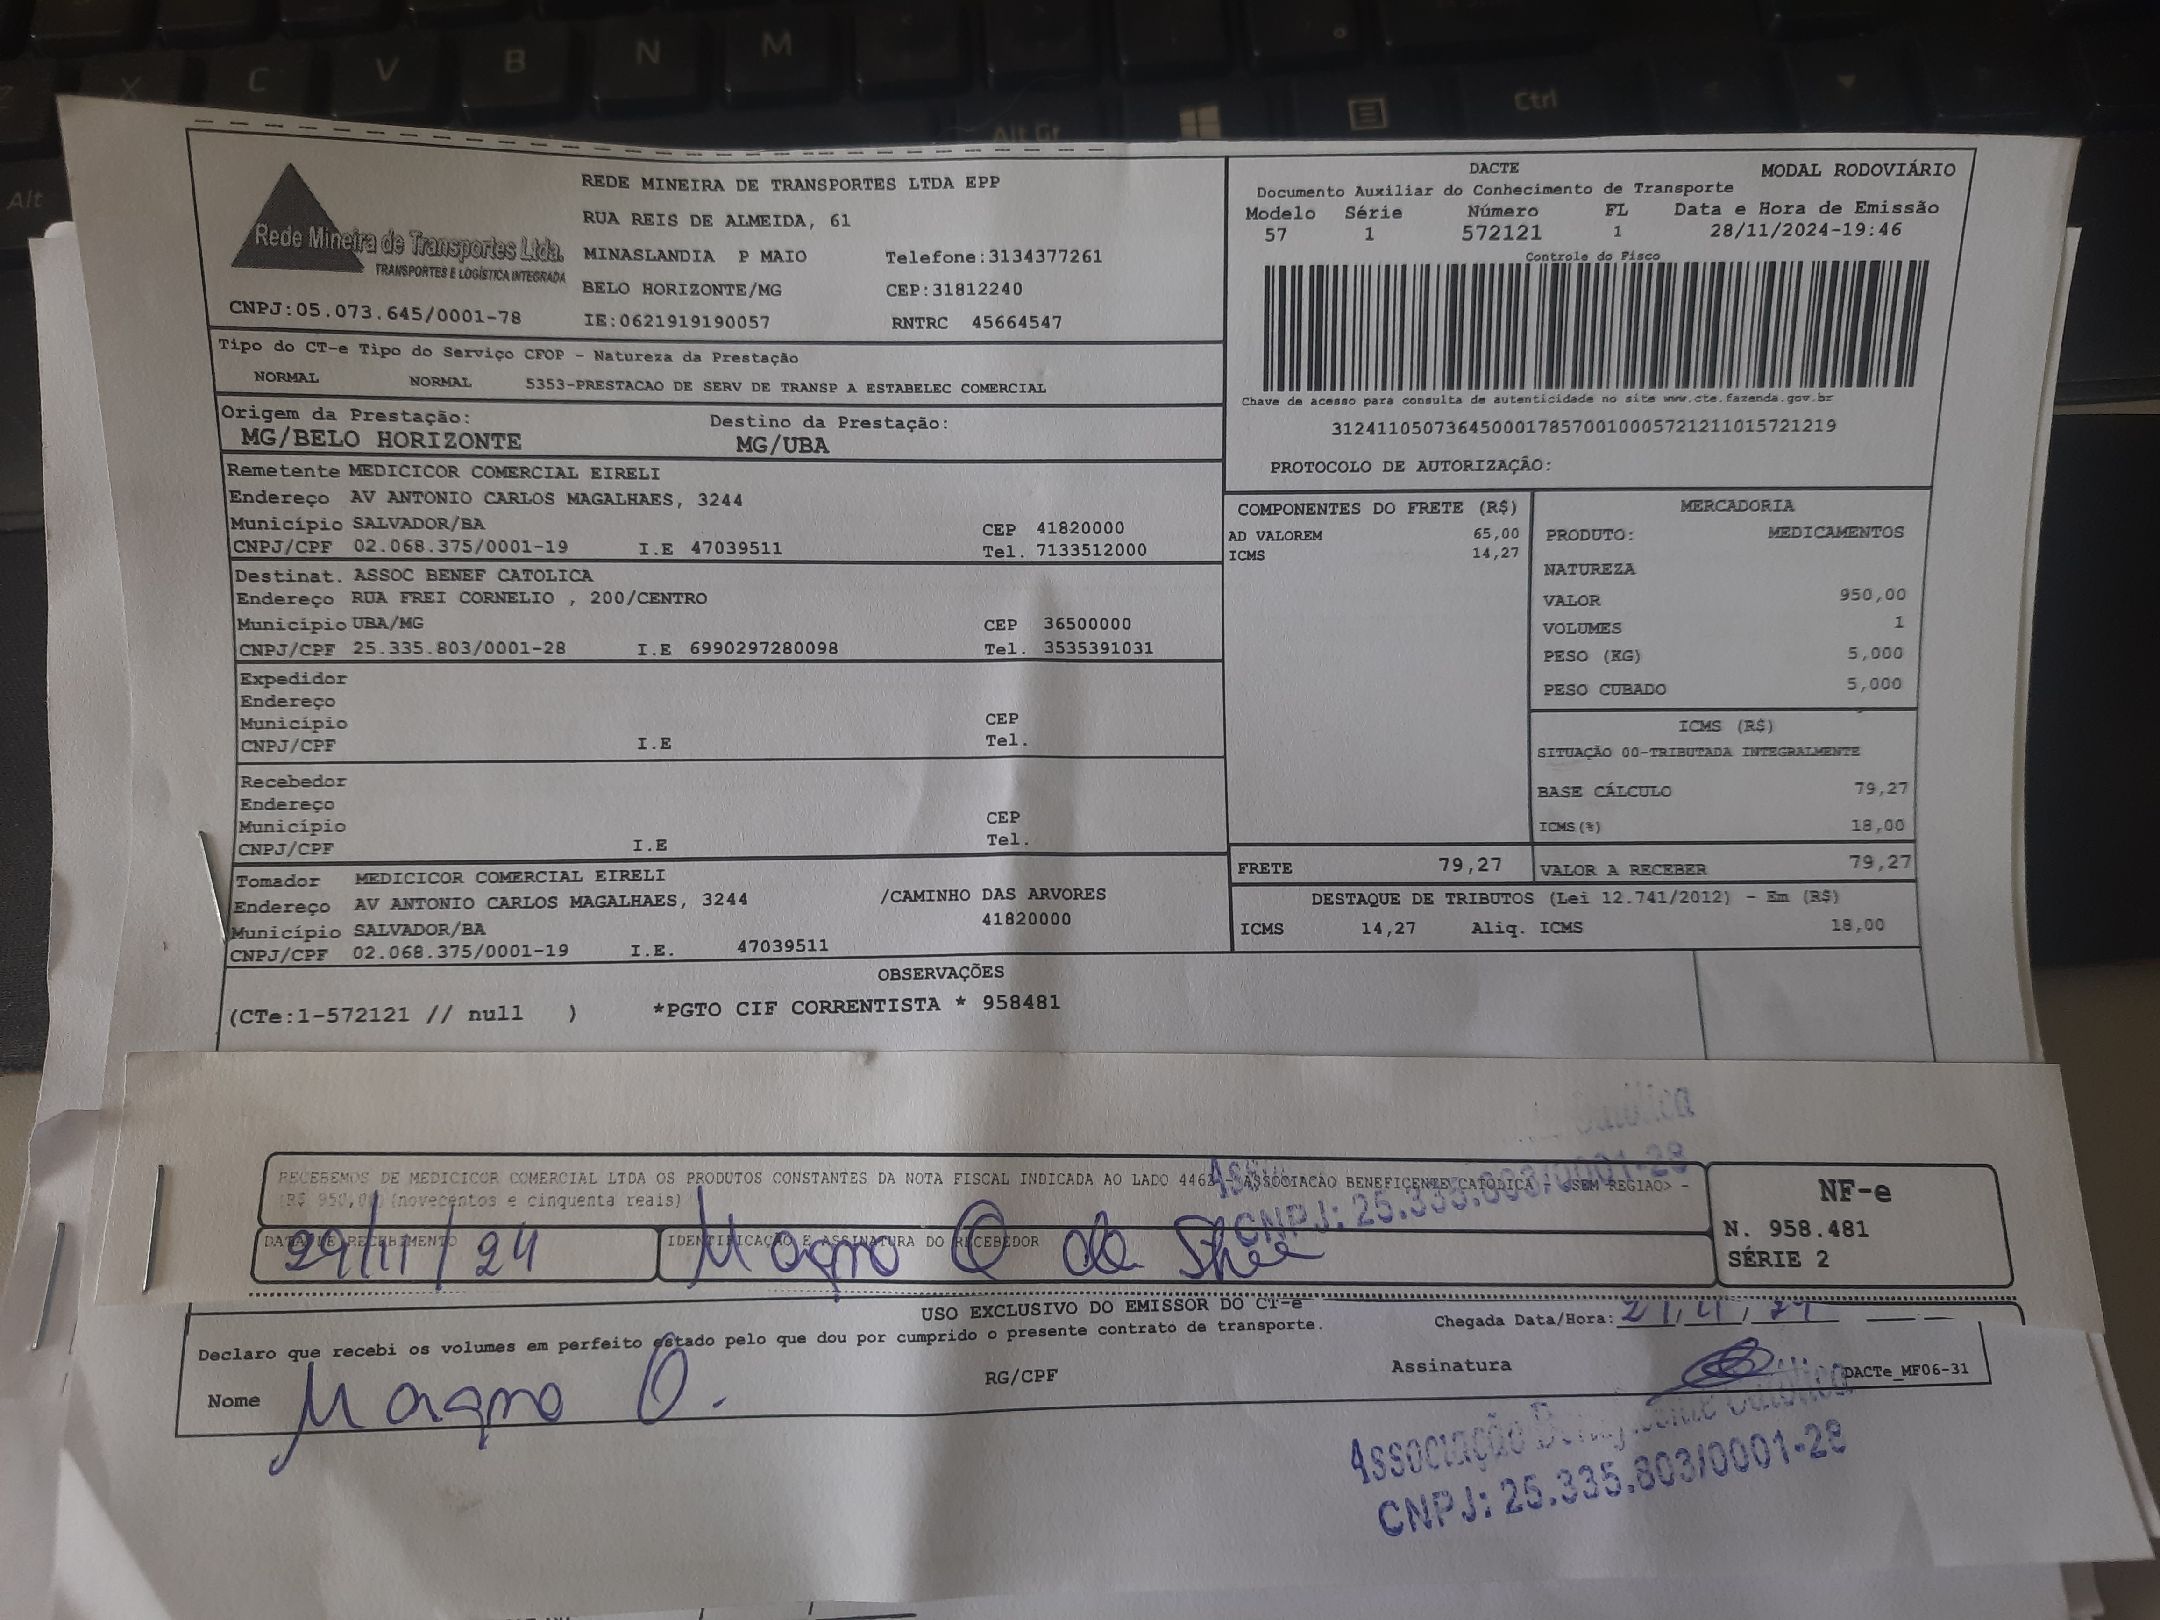 REDE MINEIRA DE TRANSPORTES LTDA EPP
RUA REIS DE ALMEIDA, 61
Rede Mineira de Transportes Ltda.
TRANSPORTES E LOGÍSTICA INTEGRADA
MINASLANDIA P MAIO Telefone:3134377261
BELO HORIZONTE/MG CEP:31812240
CNPJ:05.073.645/0001-78 IE:0621919190057 RNTRC 45664547
DACTE MODAL RODOVIÁRIO
Documento Auxiliar do Conhecimento de Transporte
Modelo Série Número FL Data e Hora de Emissão
57 1 572121 1 28/11/2024-19:46
Controle do Fisco
Chave de acesso para consulta de autenticidade no site www.cte.fazenda.gov.br
31241105073645000178570010005721211015721219
PROTOCOLO DE AUTORIZAÇÃO:
Tipo do CT-e Tipo do Serviço CFOP - Natureza da Prestação
NORMAL NORMAL 5353-PRESTACAO DE SERV DE TRANSP A ESTABELEC COMERCIAL
Origem da Prestação: Destino da Prestação:
MG/BELO HORIZONTE MG/UBA
Remetente MEDICICOR COMERCIAL EIRELI
Endereço AV ANTONIO CARLOS MAGALHAES, 3244
Município SALVADOR/BA CEP 41820000
CNPJ/CPF 02.068.375/0001-19 I.E 47039511 Tel. 7133512000
Destinat. ASSOC BENEF CATOLICA
Endereço RUA FREI CORNELIO , 200/CENTRO
Município UBA/MG CEP 36500000
CNPJ/CPF 25.335.803/0001-28 I.E 6990297280098 Tel. 3535391031
Expedidor
Endereço
Município CEP
CNPJ/CPF I.E Tel.
Recebedor
Endereço
Município CEP
CNPJ/CPF I.E Tel.
Tomador MEDICICOR COMERCIAL EIRELI
Endereço AV ANTONIO CARLOS MAGALHAES, 3244 /CAMINHO DAS ARVORES
Município SALVADOR/BA 41820000
CNPJ/CPF 02.068.375/0001-19 I.E. 47039511
COMPONENTES DO FRETE (R$)
AD VALOREM 65,00
ICMS 14,27
MERCADORIA
PRODUTO: MEDICAMENTOS
NATUREZA
VALOR 950,00
VOLUMES 1
PESO (KG) 5,000
PESO CUBADO 5,000
ICMS (R$)
SITUAÇÃO 00-TRIBUTADA INTEGRALMENTE
BASE CÁLCULO 79,27
ICMS(%) 18,00
FRETE 79,27 VALOR A RECEBER 79,27
DESTAQUE DE TRIBUTOS (Lei 12.741/2012) - Em (R$)
ICMS 14,27 Aliq. ICMS 18,00
OBSERVAÇÕES
(CTe:1-572121 // null ) *PGTO CIF CORRENTISTA * 958481
Católica
CNPJ: 25.335.803/0001-28
RECEBEMOS DE MEDICICOR COMERCIAL LTDA OS PRODUTOS CONSTANTES DA NOTA FISCAL INDICADA AO LADO ASSOCIACAO BENEFICENTE CATOLICA - <SEM REGIAO> -
(R$ 950,00 (novecentos e cinquenta reais)
DATA DE RECEBIMENTO IDENTIFICAÇÃO E ASSINATURA DO RECEBEDOR
29/11/24 Magno O da
NF-e
N. 958.481
SÉRIE 2
USO EXCLUSIVO DO EMISSOR DO CT-e
Declaro que recebi os volumes em perfeito estado pelo que dou por cumprido o presente contrato de transporte. Chegada Data/Hora:
Nome Magno O. RG/CPF Assinatura DACTe_MF06-31
Associação Beneficente Católica
CNPJ: 25.335.803/0001-28